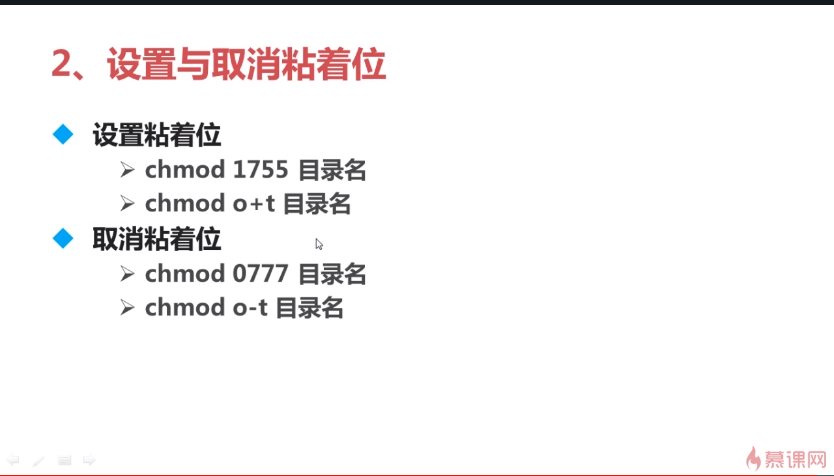 2、设置与取消粘着位
设置粘着位
chmod 1755 目录名
chmod o+t 目录名
取消粘着位
chmod 0777 目录名
chmod o-t 目录名
慕课网